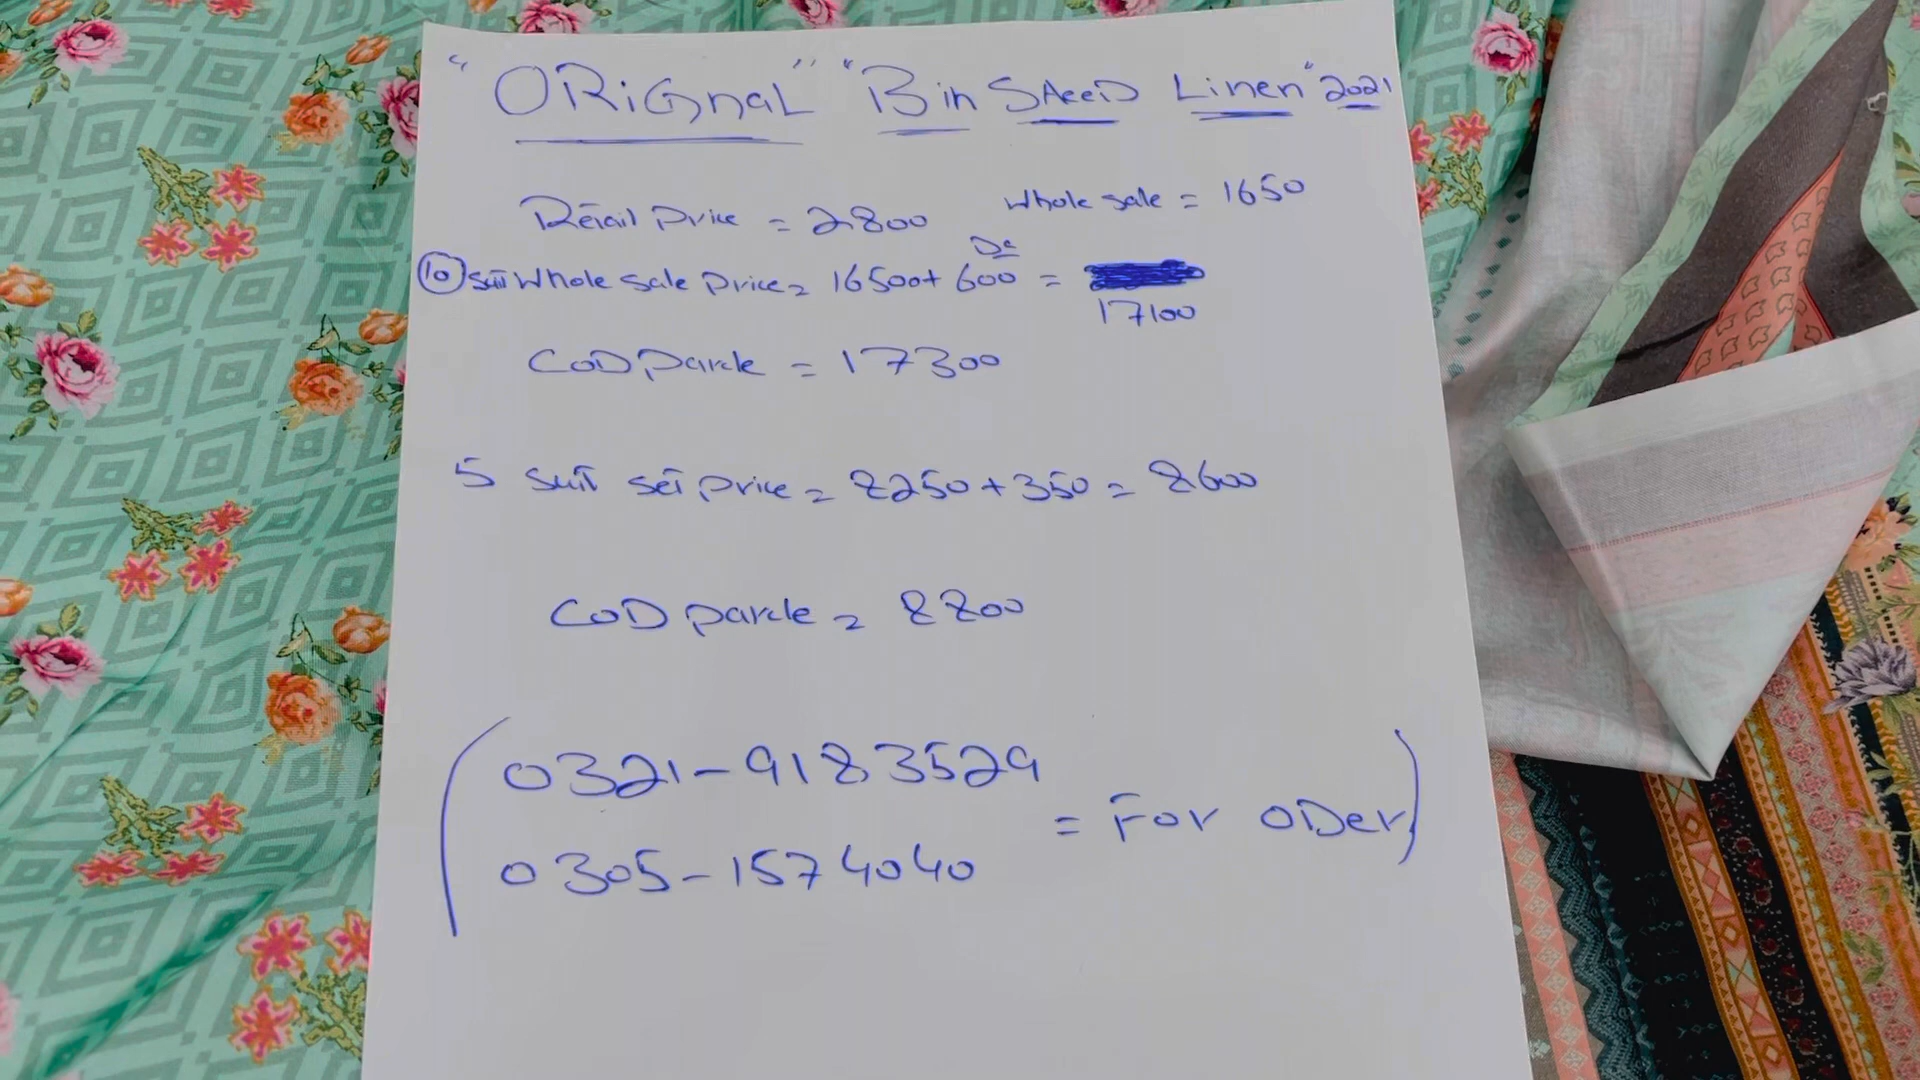 "ORiGnaL" "Bin SAeeD Linen" 2021
Retail Price = 2800 Whole sale = 1650
Dc
10 suit Whole sale Price = 16500 + 600 =
17100
CoD Parcle = 17300
5 suit set price = 8250 + 350 = 8600
CoD parcle = 8800
(0321-9183529
= For ODer)
0305-1574040